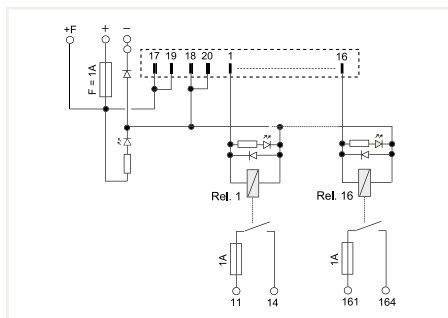 +F + −
F = 1A
17 19 18 20 1 16
Rel. 1
Rel. 16
1A
1A
11 14 161 164